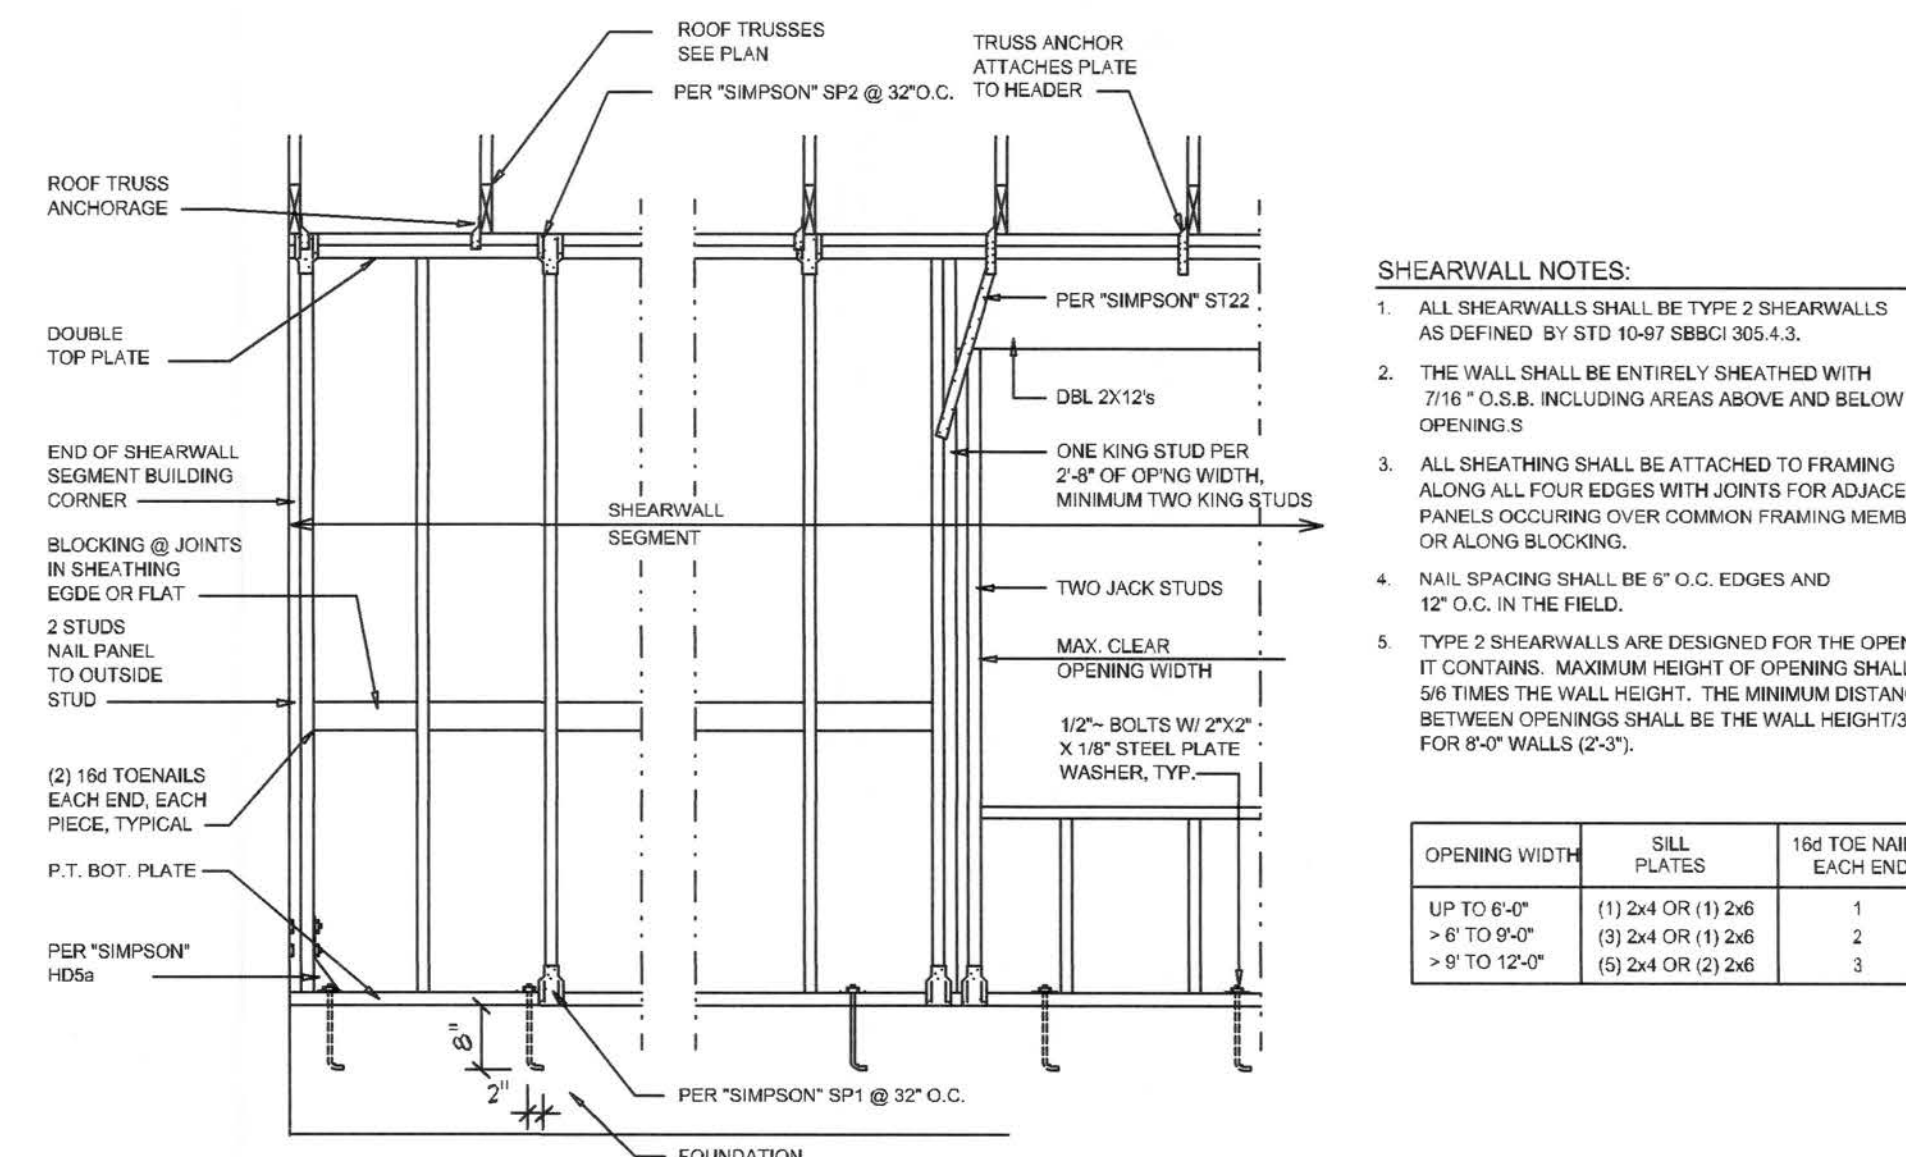 ROOF TRUSSES
SEE PLAN
TRUSS ANCHOR
ATTACHES PLATE
TO HEADER
PER "SIMPSON" SP2 @ 32"O.C.
ROOF TRUSS
ANCHORAGE
DOUBLE
TOP PLATE
END OF SHEARWALL
SEGMENT BUILDING
CORNER
BLOCKING @ JOINTS
IN SHEATHING
EGDE OR FLAT
2 STUDS
NAIL PANEL
TO OUTSIDE
STUD
(2) 16d TOENAILS
EACH END, EACH
PIECE, TYPICAL
P.T. BOT. PLATE
PER "SIMPSON"
HD5a
SHEARWALL
SEGMENT
PER "SIMPSON" ST22
DBL 2X12's
ONE KING STUD PER
2'-8" OF OP'NG WIDTH,
MINIMUM TWO KING STUDS
TWO JACK STUDS
MAX. CLEAR
OPENING WIDTH
1/2"~ BOLTS W/ 2"X2"
X 1/8" STEEL PLATE
WASHER, TYP.
8"
2"
PER "SIMPSON" SP1 @ 32" O.C.
FOUNDATION
SHEARWALL NOTES:
1. ALL SHEARWALLS SHALL BE TYPE 2 SHEARWALLS
AS DEFINED BY STD 10-97 SBBCI 305.4.3.
2. THE WALL SHALL BE ENTIRELY SHEATHED WITH
7/16 " O.S.B. INCLUDING AREAS ABOVE AND BELOW
OPENING.S
3. ALL SHEATHING SHALL BE ATTACHED TO FRAMING
ALONG ALL FOUR EDGES WITH JOINTS FOR ADJACE
PANELS OCCURING OVER COMMON FRAMING MEMB
OR ALONG BLOCKING.
4. NAIL SPACING SHALL BE 6" O.C. EDGES AND
12" O.C. IN THE FIELD.
5. TYPE 2 SHEARWALLS ARE DESIGNED FOR THE OPEN
IT CONTAINS. MAXIMUM HEIGHT OF OPENING SHALL
5/6 TIMES THE WALL HEIGHT. THE MINIMUM DISTAN
BETWEEN OPENINGS SHALL BE THE WALL HEIGHT/3
FOR 8'-0" WALLS (2'-3").
OPENING WIDTH SILL PLATES 16d TOE NAI EACH END
UP TO 6'-0" (1) 2x4 OR (1) 2x6 1
> 6' TO 9'-0" (3) 2x4 OR (1) 2x6 2
> 9' TO 12'-0" (5) 2x4 OR (2) 2x6 3